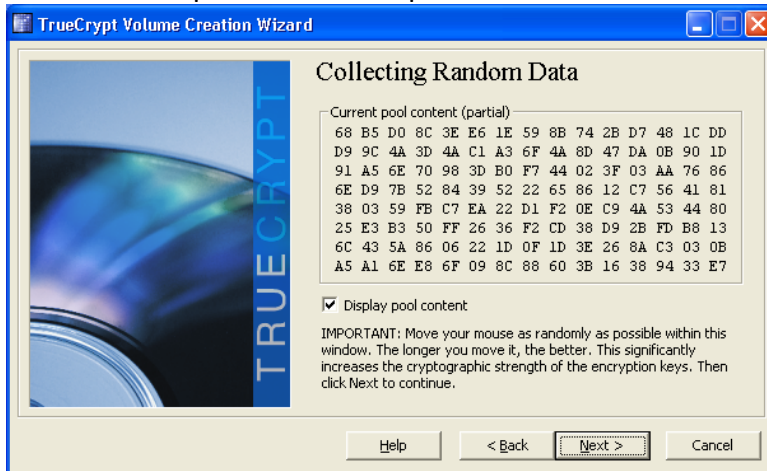 TrueCrypt Volume Creation Wizard
TRUECRYPT
Collecting Random Data
Current pool content (partial)
68 B5 D0 8C 3E E6 1E 59 8B 74 2B D7 48 1C DD
D9 9C 4A 3D 4A C1 A3 6F 4A 8D 47 DA 0B 90 1D
91 A5 6E 70 98 3D B0 F7 44 02 3F 03 AA 76 86
6E D9 7B 52 84 39 52 22 65 86 12 C7 56 41 81
38 03 59 FB C7 EA 22 D1 F2 0E C9 4A 53 44 80
25 E3 B3 50 FF 26 36 F2 CD 38 D9 2B FD B8 13
6C 43 5A 86 06 22 1D 0F 1D 3E 26 8A C3 03 0B
A5 A1 6E E8 6F 09 8C 88 60 3B 16 38 94 33 E7
Display pool content
IMPORTANT: Move your mouse as randomly as possible within this
window. The longer you move it, the better. This significantly
increases the cryptographic strength of the encryption keys. Then
click Next to continue.
Help < Back Next > Cancel